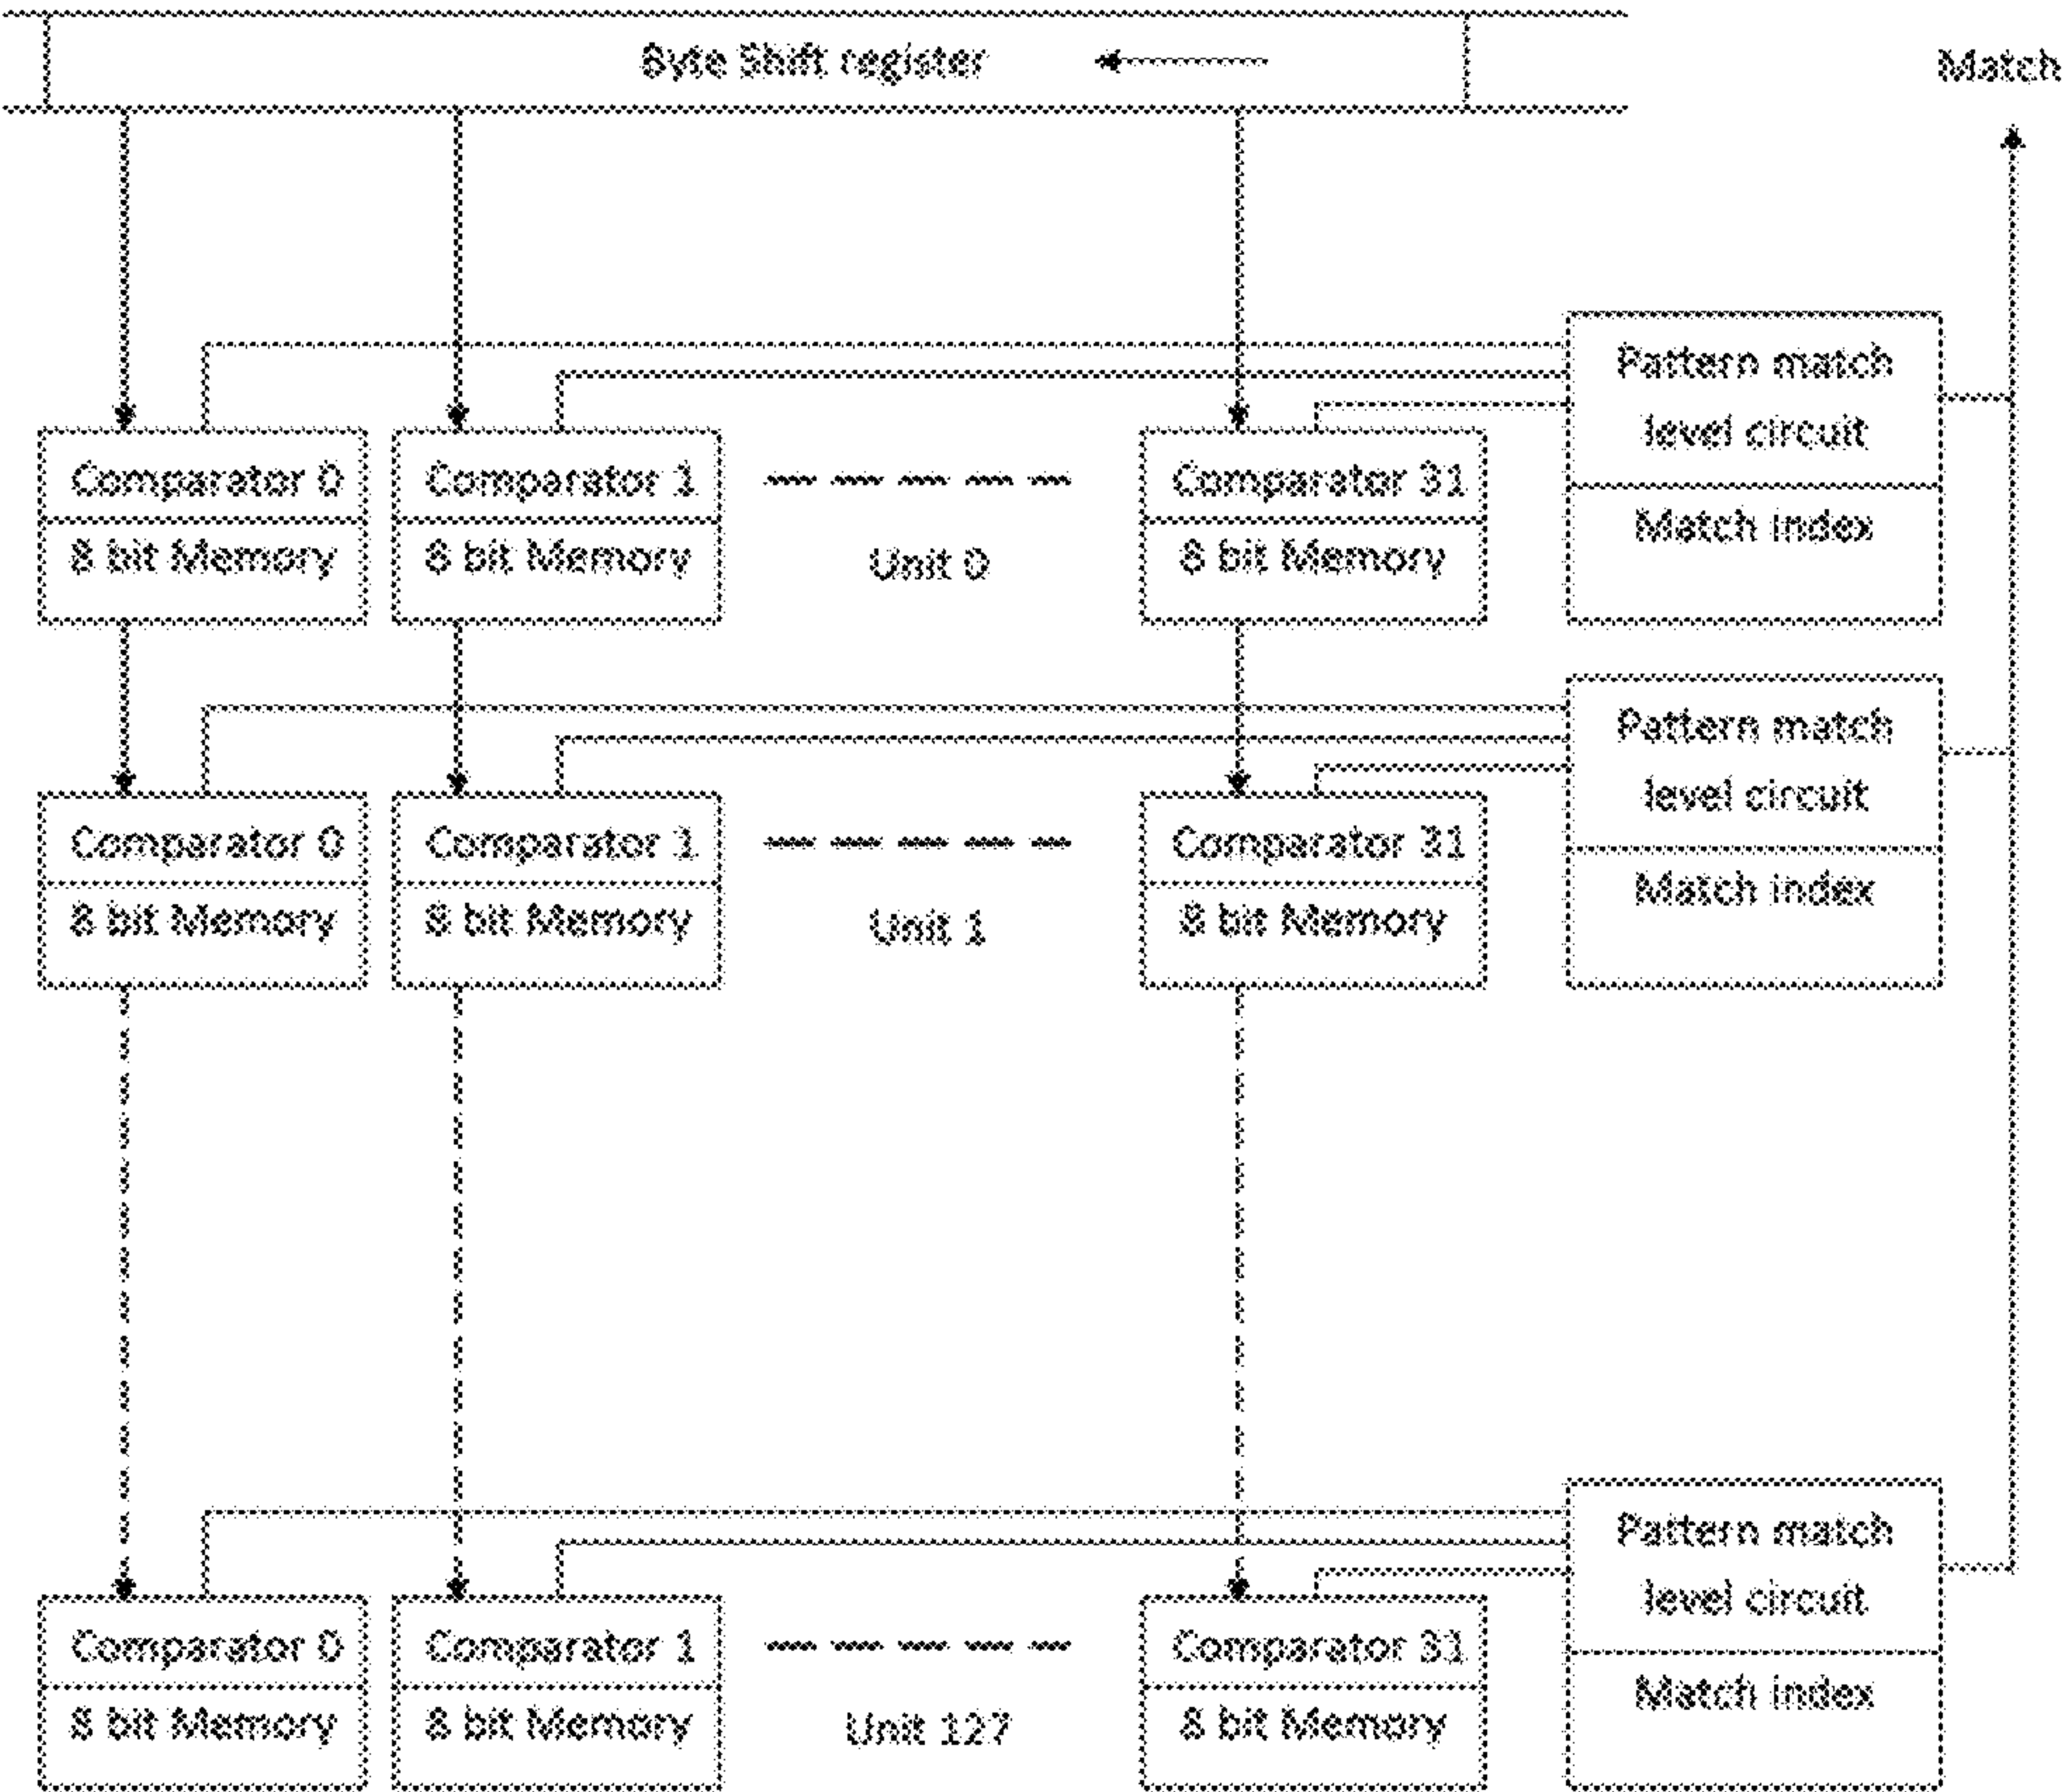 Byte Shift register
Match
Pattern match
level circuit
Match index
Comparator 0
Comparator 1
Comparator 31
8 bit Memory
8 bit Memory
Unit 0
8 bit Memory
Pattern match
level circuit
Match index
Comparator 0
Comparator 1
Comparator 31
8 bit Memory
8 bit Memory
Unit 1
8 bit Memory
Pattern match
level circuit
Match index
Comparator 0
Comparator 1
Comparator 31
8 bit Memory
8 bit Memory
Unit 127
8 bit Memory